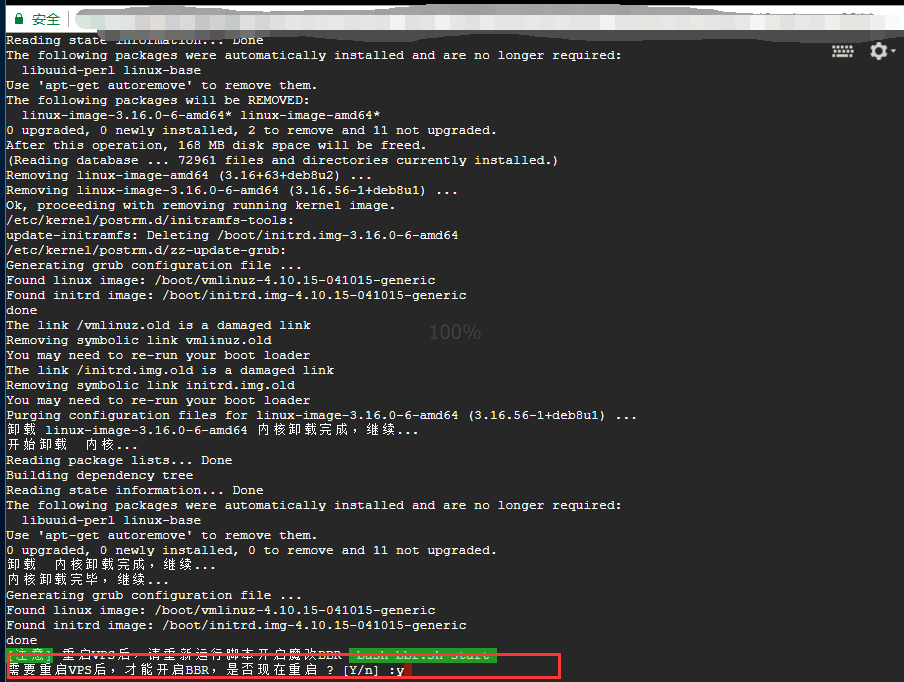 安全
Reading state information... Done
The following packages were automatically installed and are no longer required:
libuuid-perl linux-base
Use 'apt-get autoremove' to remove them.
The following packages will be REMOVED:
linux-image-3.16.0-6-amd64* linux-image-amd64*
0 upgraded, 0 newly installed, 2 to remove and 11 not upgraded.
After this operation, 168 MB disk space will be freed.
(Reading database ... 72961 files and directories currently installed.)
Removing linux-image-amd64 (3.16+63+deb8u2) ...
Removing linux-image-3.16.0-6-amd64 (3.16.56-1+deb8u1) ...
Ok, proceeding with removing running kernel image.
/etc/kernel/postrm.d/initramfs-tools:
update-initramfs: Deleting /boot/initrd.img-3.16.0-6-amd64
/etc/kernel/postrm.d/zz-update-grub:
Generating grub configuration file ...
Found linux image: /boot/vmlinuz-4.10.15-041015-generic
Found initrd image: /boot/initrd.img-4.10.15-041015-generic
done
The link /vmlinuz.old is a damaged link
Removing symbolic link vmlinuz.old
You may need to re-run your boot loader
The link /initrd.img.old is a damaged link
Removing symbolic link initrd.img.old
You may need to re-run your boot loader
Purging configuration files for linux-image-3.16.0-6-amd64 (3.16.56-1+deb8u1) ...
卸载 linux-image-3.16.0-6-amd64 内核卸载完成，继续...
开始卸载 内核...
Reading package lists... Done
Building dependency tree
Reading state information... Done
The following packages were automatically installed and are no longer required:
libuuid-perl linux-base
Use 'apt-get autoremove' to remove them.
0 upgraded, 0 newly installed, 0 to remove and 11 not upgraded.
卸载 内核卸载完成，继续...
内核卸载完毕，继续...
Generating grub configuration file ...
Found linux image: /boot/vmlinuz-4.10.15-041015-generic
Found initrd image: /boot/initrd.img-4.10.15-041015-generic
done
[注意] 重启VPS后，请重新运行脚本开启魔改BBR bash bbr.sh start
需要重启VPS后，才能开启BBR，是否现在重启 ? [Y/n] :y
100%